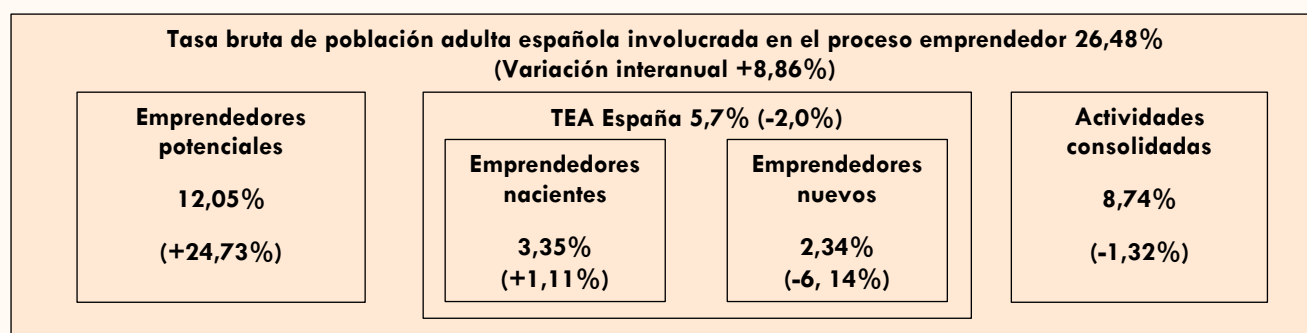 Tasa bruta de población adulta española involucrada en el proceso emprendedor 26,48%
(Variación interanual +8,86%)
Emprendedores
potenciales
12,05%
(+24,73%)
TEA España 5,7% (-2,0%)
Emprendedores
nacientes
3,35%
(+1,11%)
Emprendedores
nuevos
2,34%
(-6, 14%)
Actividades
consolidadas
8,74%
(-1,32%)